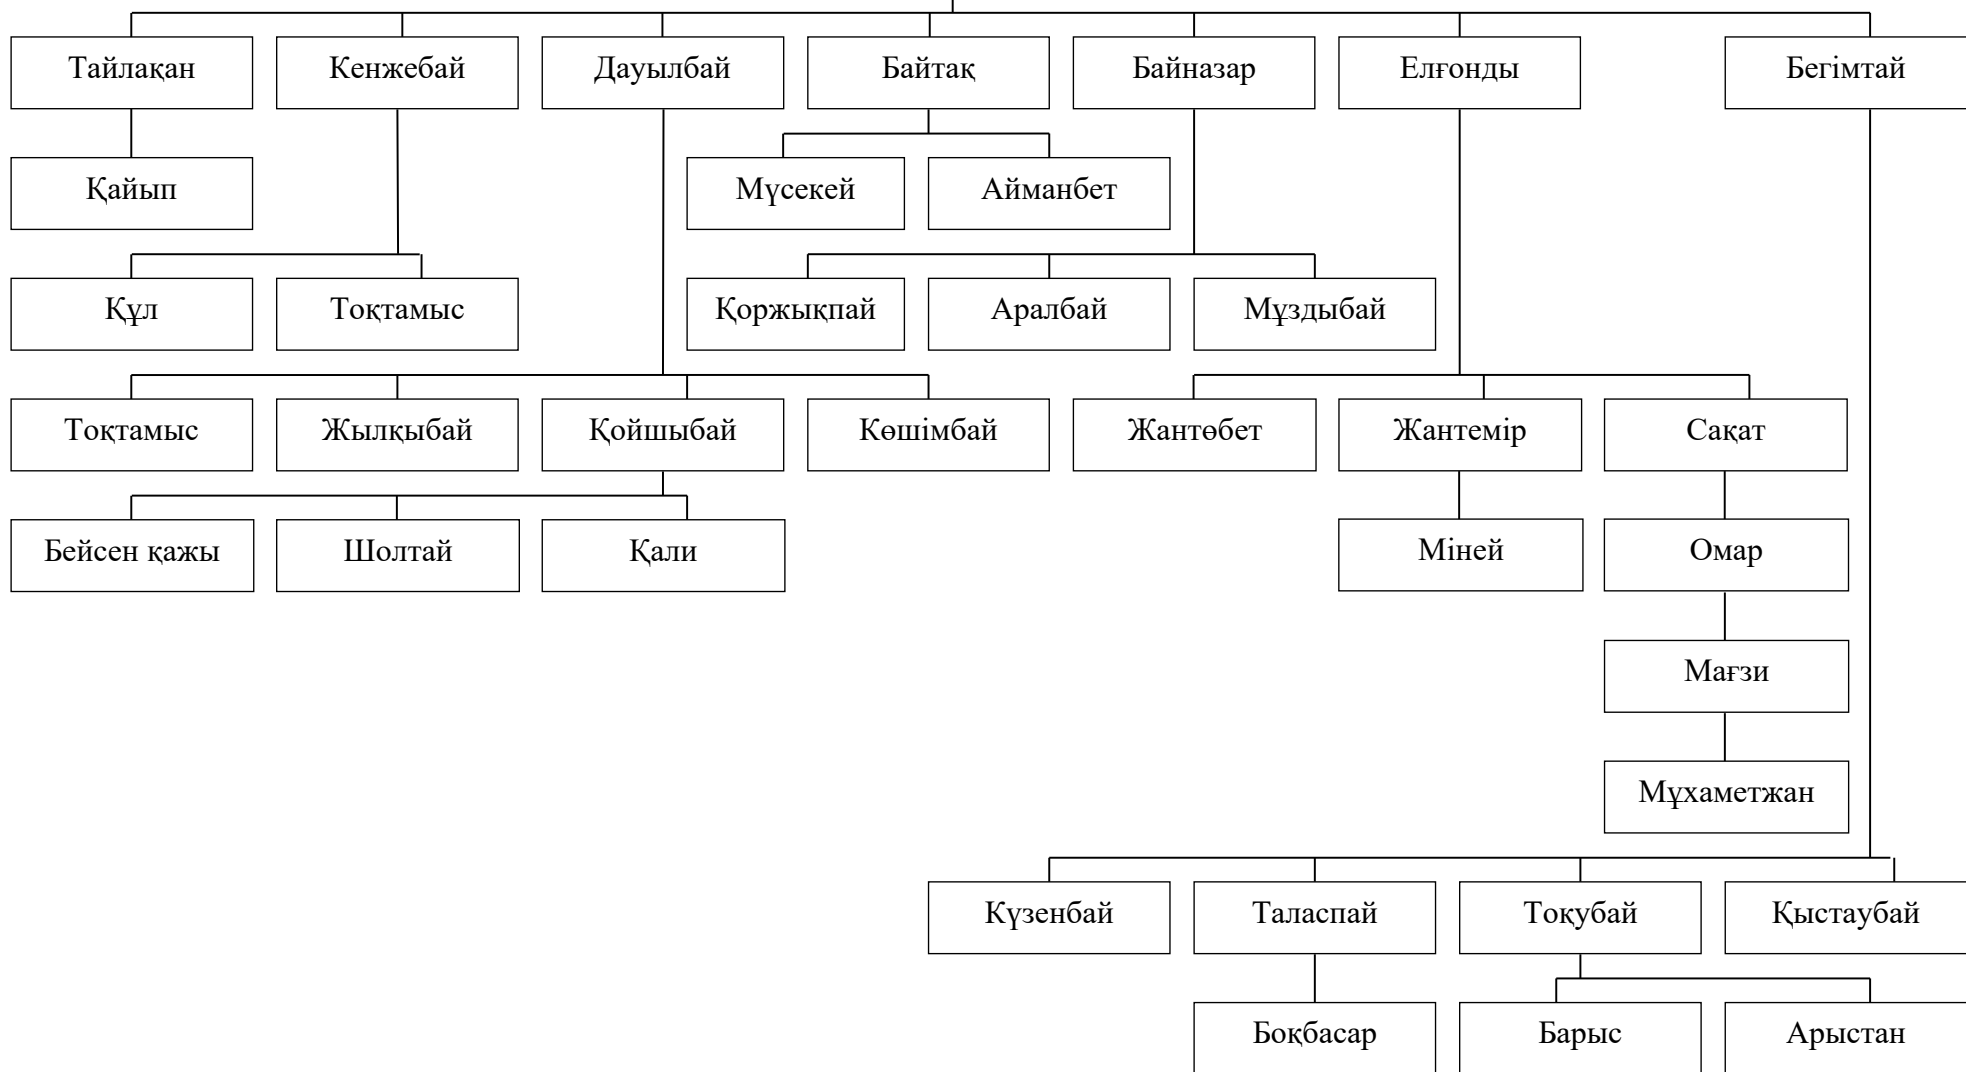 Тайлақан Кенжебай Дауылбай Байтақ Байназар Елғонды Бегімтай
Қайып Мүсекей Айманбет
Құл Тоқтамыс Қоржықпай Аралбай Мұздыбай
Тоқтамыс Жылқыбай Қойшыбай Көшімбай Жантөбет Жантемір Сақат
Бейсен қажы Шолтай Қали Міней Омар
Мағзи
Мұхаметжан
Күзенбай Таласпай Тоқубай Қыстаубай
Боқбасар Барыс Арыстан